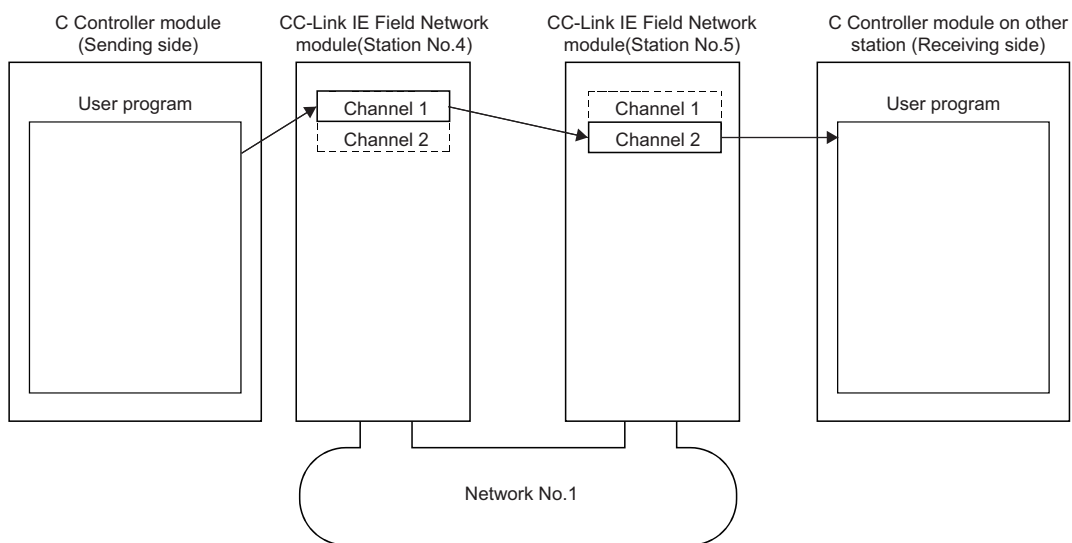 C Controller module
(Sending side)
CC-Link IE Field Network
module(Station No.4)
CC-Link IE Field Network
module(Station No.5)
C Controller module on other
station (Receiving side)
User program
Channel 1
Channel 2
Channel 1
Channel 2
User program
Network No.1